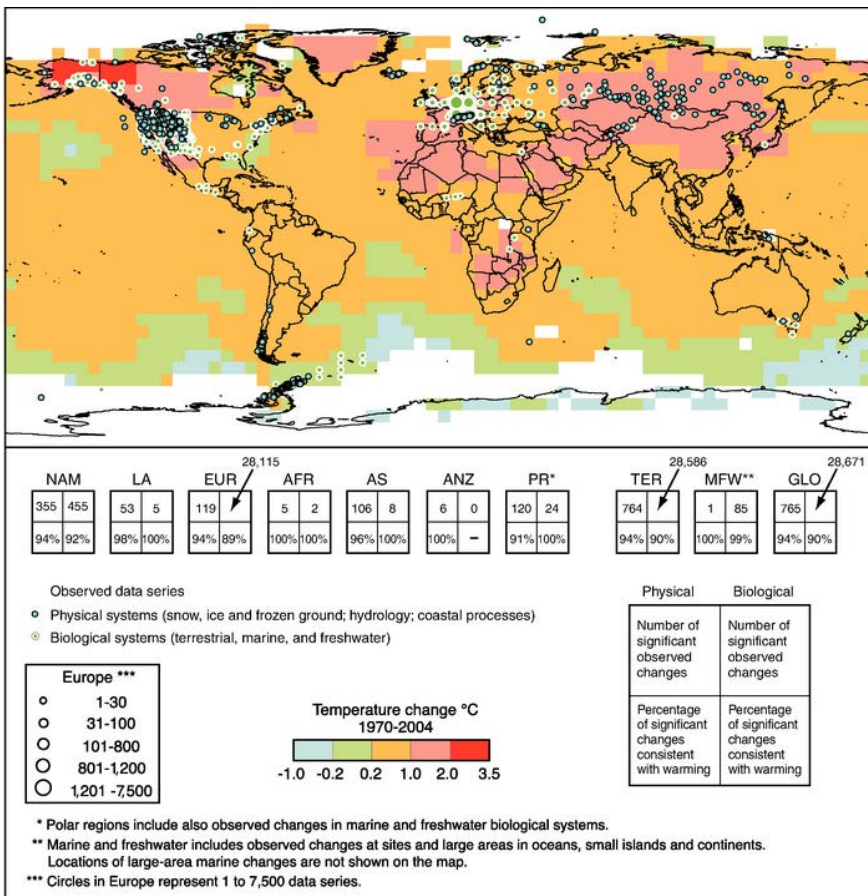 28,115
28,586
28,671
NAM LA EUR AFR AS ANZ PR* TER MFW** GLO
355 455 53 5 119 5 2 106 8 6 0 120 24 764 1 85 765
94% 92% 98% 100% 94% 89% 100% 100% 96% 100% 100% – 91% 100% 94% 90% 100% 99% 94% 90%
Observed data series
Physical systems (snow, ice and frozen ground; hydrology; coastal processes)
Biological systems (terrestrial, marine, and freshwater)
Physical Biological
Number of significant observed changes
Number of significant observed changes
Percentage of significant changes consistent with warming
Percentage of significant changes consistent with warming
Europe ***
1-30
31-100
101-800
801-1,200
1,201 -7,500
Temperature change °C
1970-2004
-1.0 -0.2 0.2 1.0 2.0 3.5
* Polar regions include also observed changes in marine and freshwater biological systems.
** Marine and freshwater includes observed changes at sites and large areas in oceans, small islands and continents.
Locations of large-area marine changes are not shown on the map.
*** Circles in Europe represent 1 to 7,500 data series.